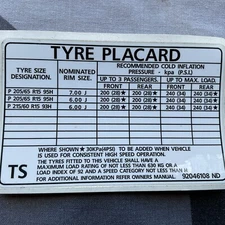 TYRE PLACARD
TYRE SIZE DESIGNATION. NOMINATED RIM SIZE. RECOMMENDED COLD INFLATION PRESSURE - kpa (P.S.I.)
UP TO 3 PASSENGERS. UP TO MAX. LOAD.
FRONT REAR FRONT REAR
P 205/65 R15 95H 7.00 J 200 (28)★ 200 (28)★ 240 (34)★ 240 (34)★
P 205/65 R15 95H 6.00 J 200 (28)★ 200 (28)★ 240 (34) 240 (34)★
P 215/60 R15 93H 6.00 J 200 (28)★ 200 (28)★ 240 (34) 240 (34)★
WHERE SHOWN ★ 30KPa(4PSI) TO BE ADDED WHEN VEHICLE
IS USED FOR CONSISTENT HIGH SPEED OPERATION.
THE TYRES FITTED TO THIS VEHICLE SHALL HAVE A
MAXIMUM LOAD RATING OF NOT LESS THAN 630 KG OR A
LOAD INDEX OF 92 AND A SPEED CATEGORY NOT LESS THAN
TS
FOR ADDITIONAL INFORMATION REFER OWNERS MANUAL. 92046108 ND